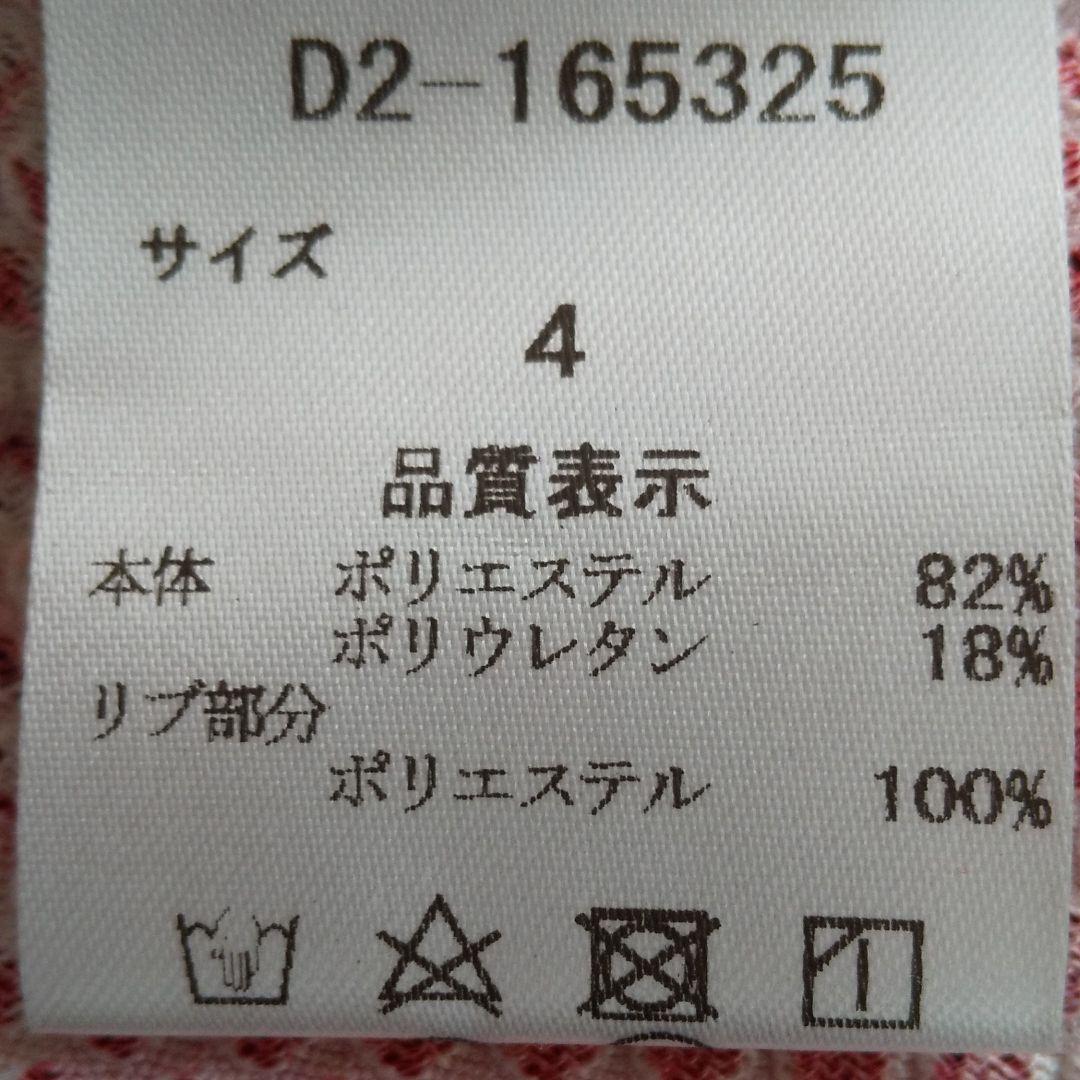 D2-165325
サイズ
4
品質表示
本体 ポリエステル 82%
ポリウレタン 18%
リブ部分
ポリエステル 100%